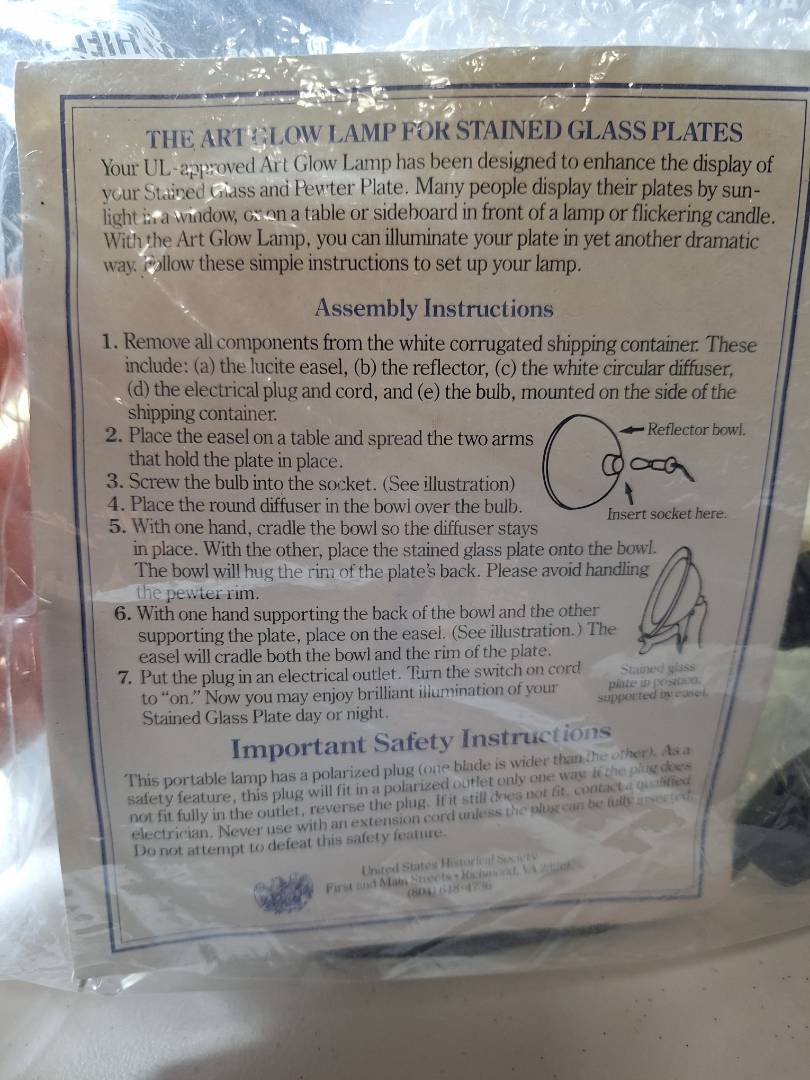 THE ART GLOW LAMP FOR STAINED GLASS PLATES
Your UL-approved Art Glow Lamp has been designed to enhance the display of
your Stained Glass and Pewter Plate. Many people display their plates by sun-
light in a window, or on a table or sideboard in front of a lamp or flickering candle.
With the Art Glow Lamp, you can illuminate your plate in yet another dramatic
way. Follow these simple instructions to set up your lamp.
Assembly Instructions
1. Remove all components from the white corrugated shipping container. These
include: (a) the lucite easel, (b) the reflector, (c) the white circular diffuser,
(d) the electrical plug and cord, and (e) the bulb, mounted on the side of the
shipping container.
2. Place the easel on a table and spread the two arms
that hold the plate in place.
3. Screw the bulb into the socket. (See illustration)
4. Place the round diffuser in the bowl over the bulb.
5. With one hand, cradle the bowl so the diffuser stays
in place. With the other, place the stained glass plate onto the bowl.
The bowl will hug the rim of the plate's back. Please avoid handling
the pewter rim.
6. With one hand supporting the back of the bowl and the other
supporting the plate, place on the easel. (See illustration.) The
easel will cradle both the bowl and the rim of the plate.
7. Put the plug in an electrical outlet. Turn the switch on cord
to “on.” Now you may enjoy brilliant illumination of your
Stained Glass Plate day or night.
Reflector bowl.
Insert socket here.
Stained glass
plate in position,
supported by easel.
Important Safety Instructions
This portable lamp has a polarized plug (one blade is wider than the other). As a
safety feature, this plug will fit in a polarized outlet only one way. If the plug does
not fit fully in the outlet, reverse the plug. If it still does not fit, contact a qualified
electrician. Never use with an extension cord unless the plug can be fully inserted.
Do not attempt to defeat this safety feature.
United States Historical Society
First and Main Streets • Richmond, VA
(804) 648-4736